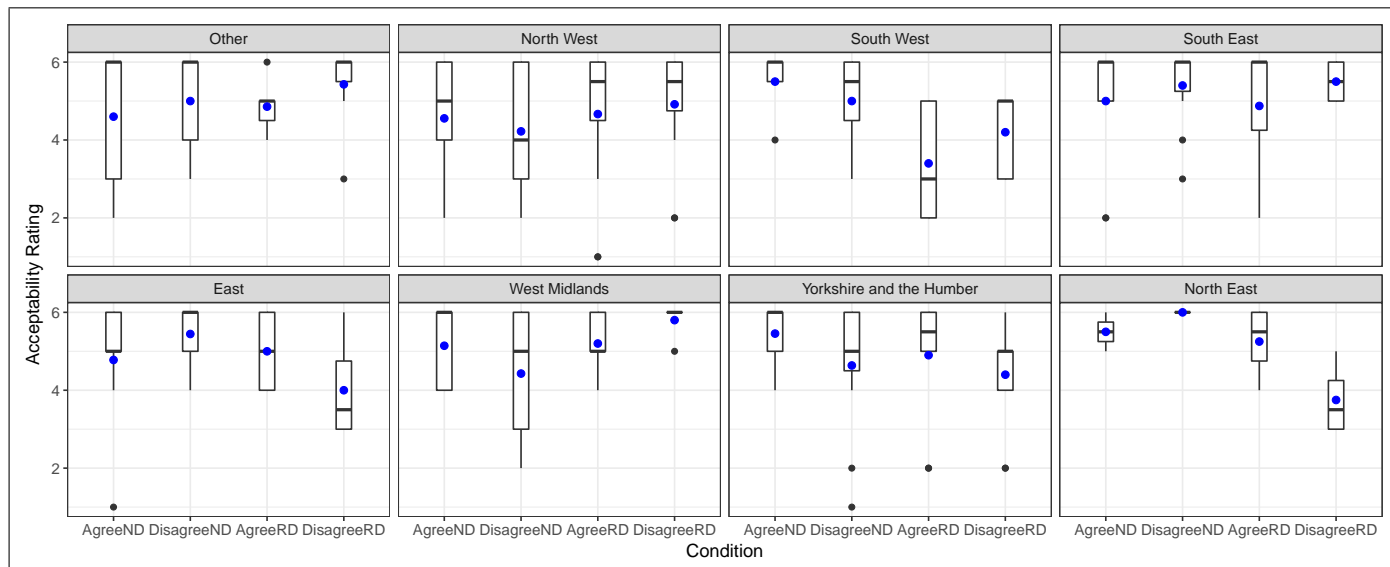 Other North West South West South East
6
4
2
East West Midlands Yorkshire and the Humber North East
6
4
2
AgreeND DisagreeND AgreeRD DisagreeRD AgreeND DisagreeND AgreeRD DisagreeRD AgreeND DisagreeND AgreeRD DisagreeRD AgreeND DisagreeND AgreeRD DisagreeRD
Condition
Acceptability Rating